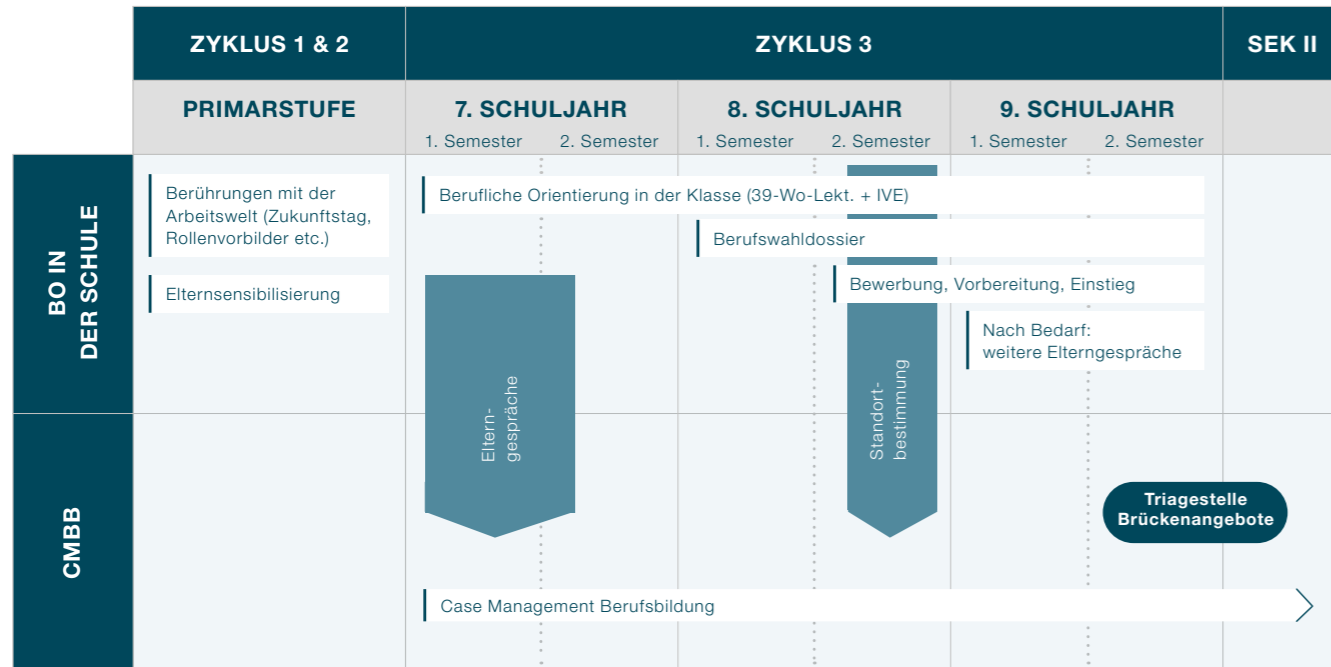 ZYKLUS 1 & 2
ZYKLUS 3
SEK II
PRIMARSTUFE
7. SCHULJAHR
8. SCHULJAHR
9. SCHULJAHR
1. Semester
2. Semester
1. Semester
2. Semester
1. Semester
2. Semester
BO IN
DER SCHULE
Berührungen mit der
Arbeitswelt (Zukunftstag,
Rollenvorbilder etc.)
Elternsensibilisierung
Berufliche Orientierung in der Klasse (39-Wo-Lekt. + IVE)
Berufswahldossier
Bewerbung, Vorbereitung, Einstieg
Nach Bedarf:
weitere Elterngespräche
Eltern-
gespräche
Standort-
bestimmung
CMBB
Triagestelle
Brückenangebote
Case Management Berufsbildung